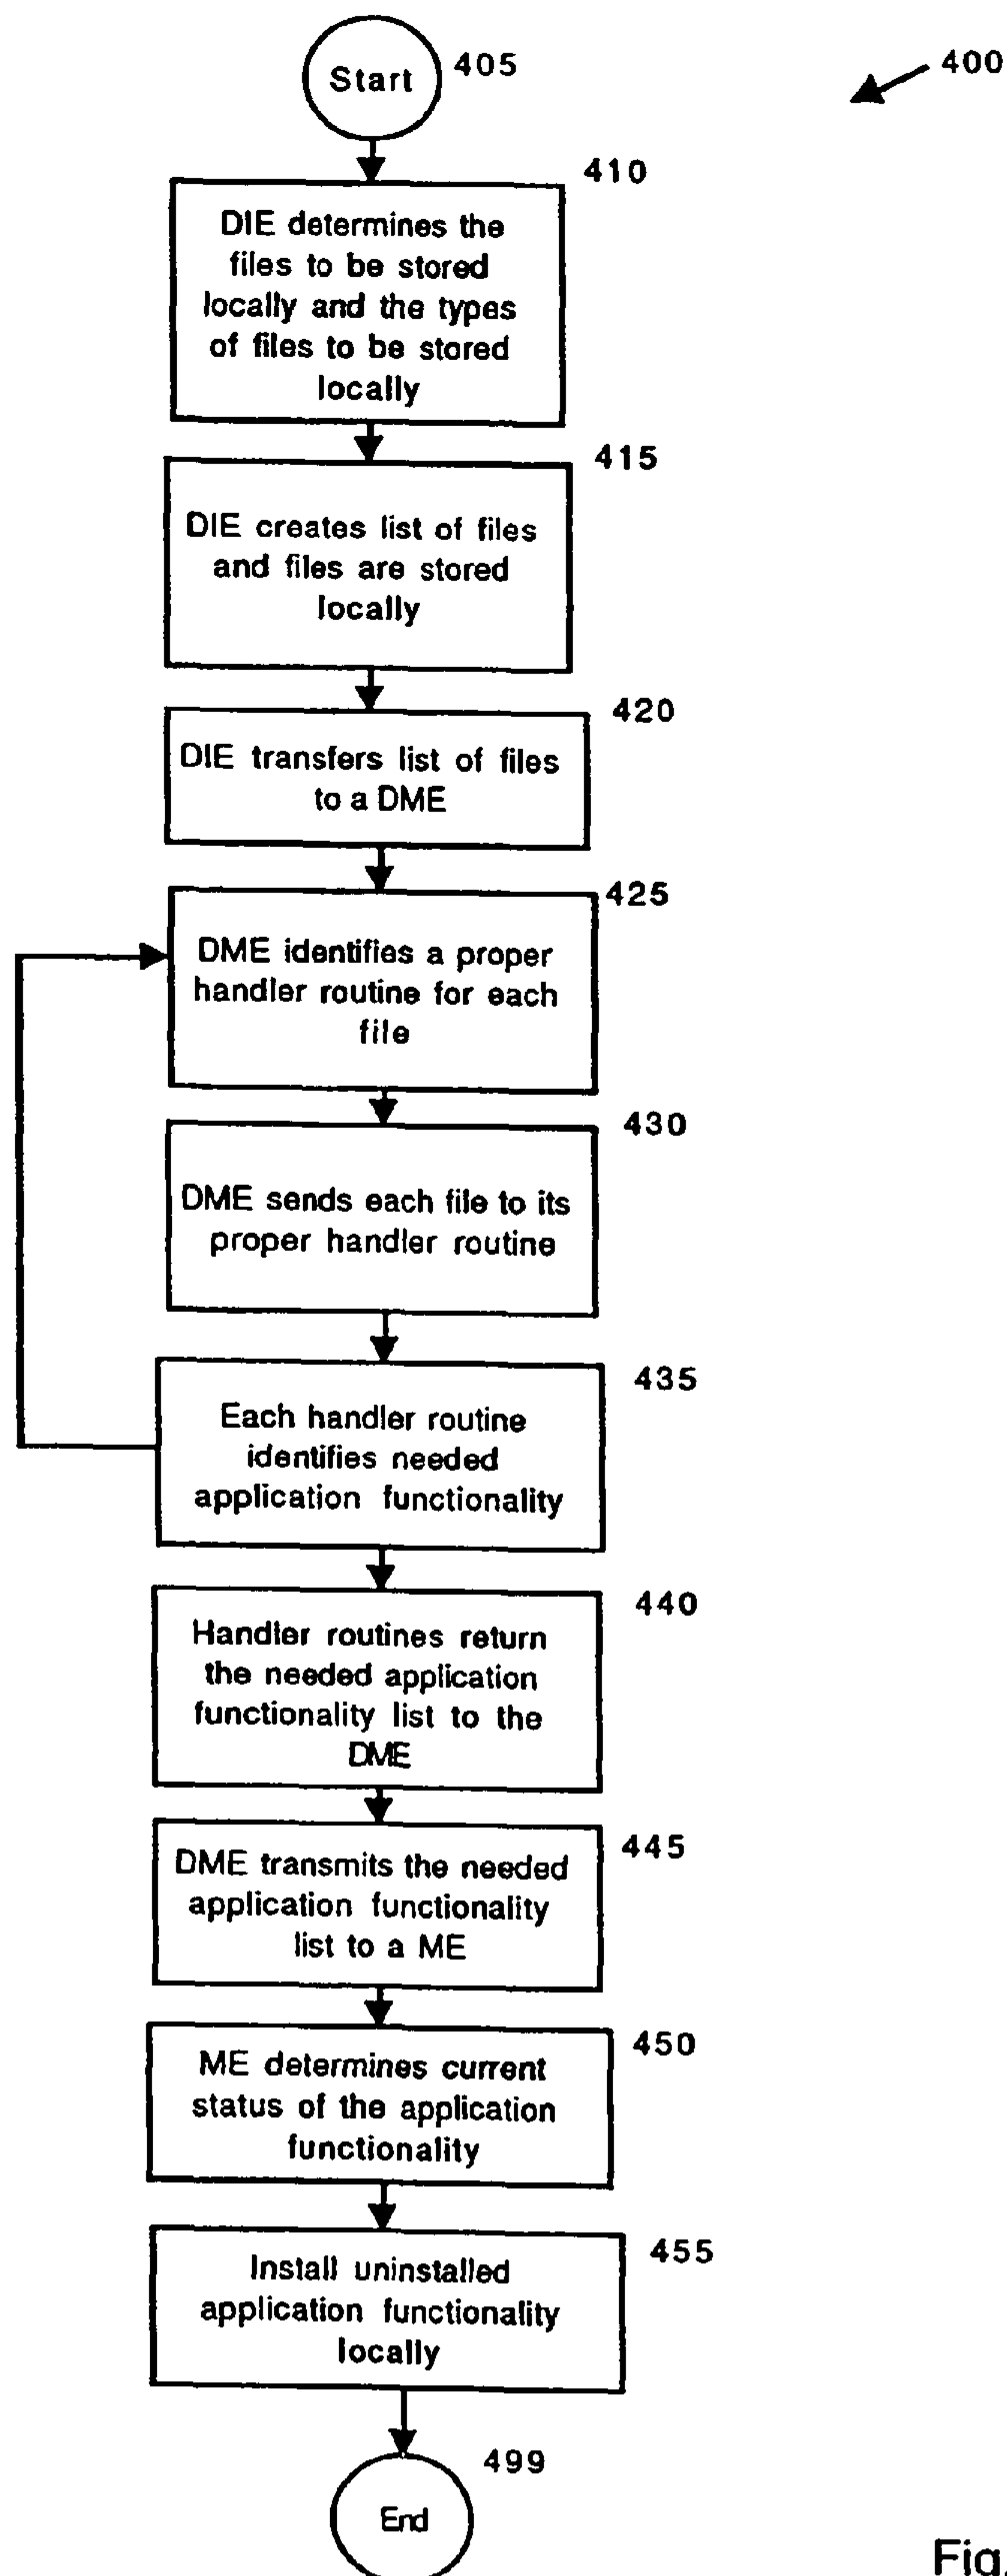 Start
405
400
410
DIE determines the
files to be stored
locally and the types
of files to be stored
locally
415
DIE creates list of files
and files are stored
locally
420
DIE transfers list of files
to a DME
425
DME identifies a proper
handler routine for each
file
430
DME sends each file to its
proper handler routine
435
Each handler routine
identifies needed
application functionality
440
Handler routines return
the needed application
functionality list to the
DME
445
DME transmits the needed
application functionality
list to a ME
450
ME determines current
status of the application
functionality
455
Install uninstalled
application functionality
locally
499
End
Fig.